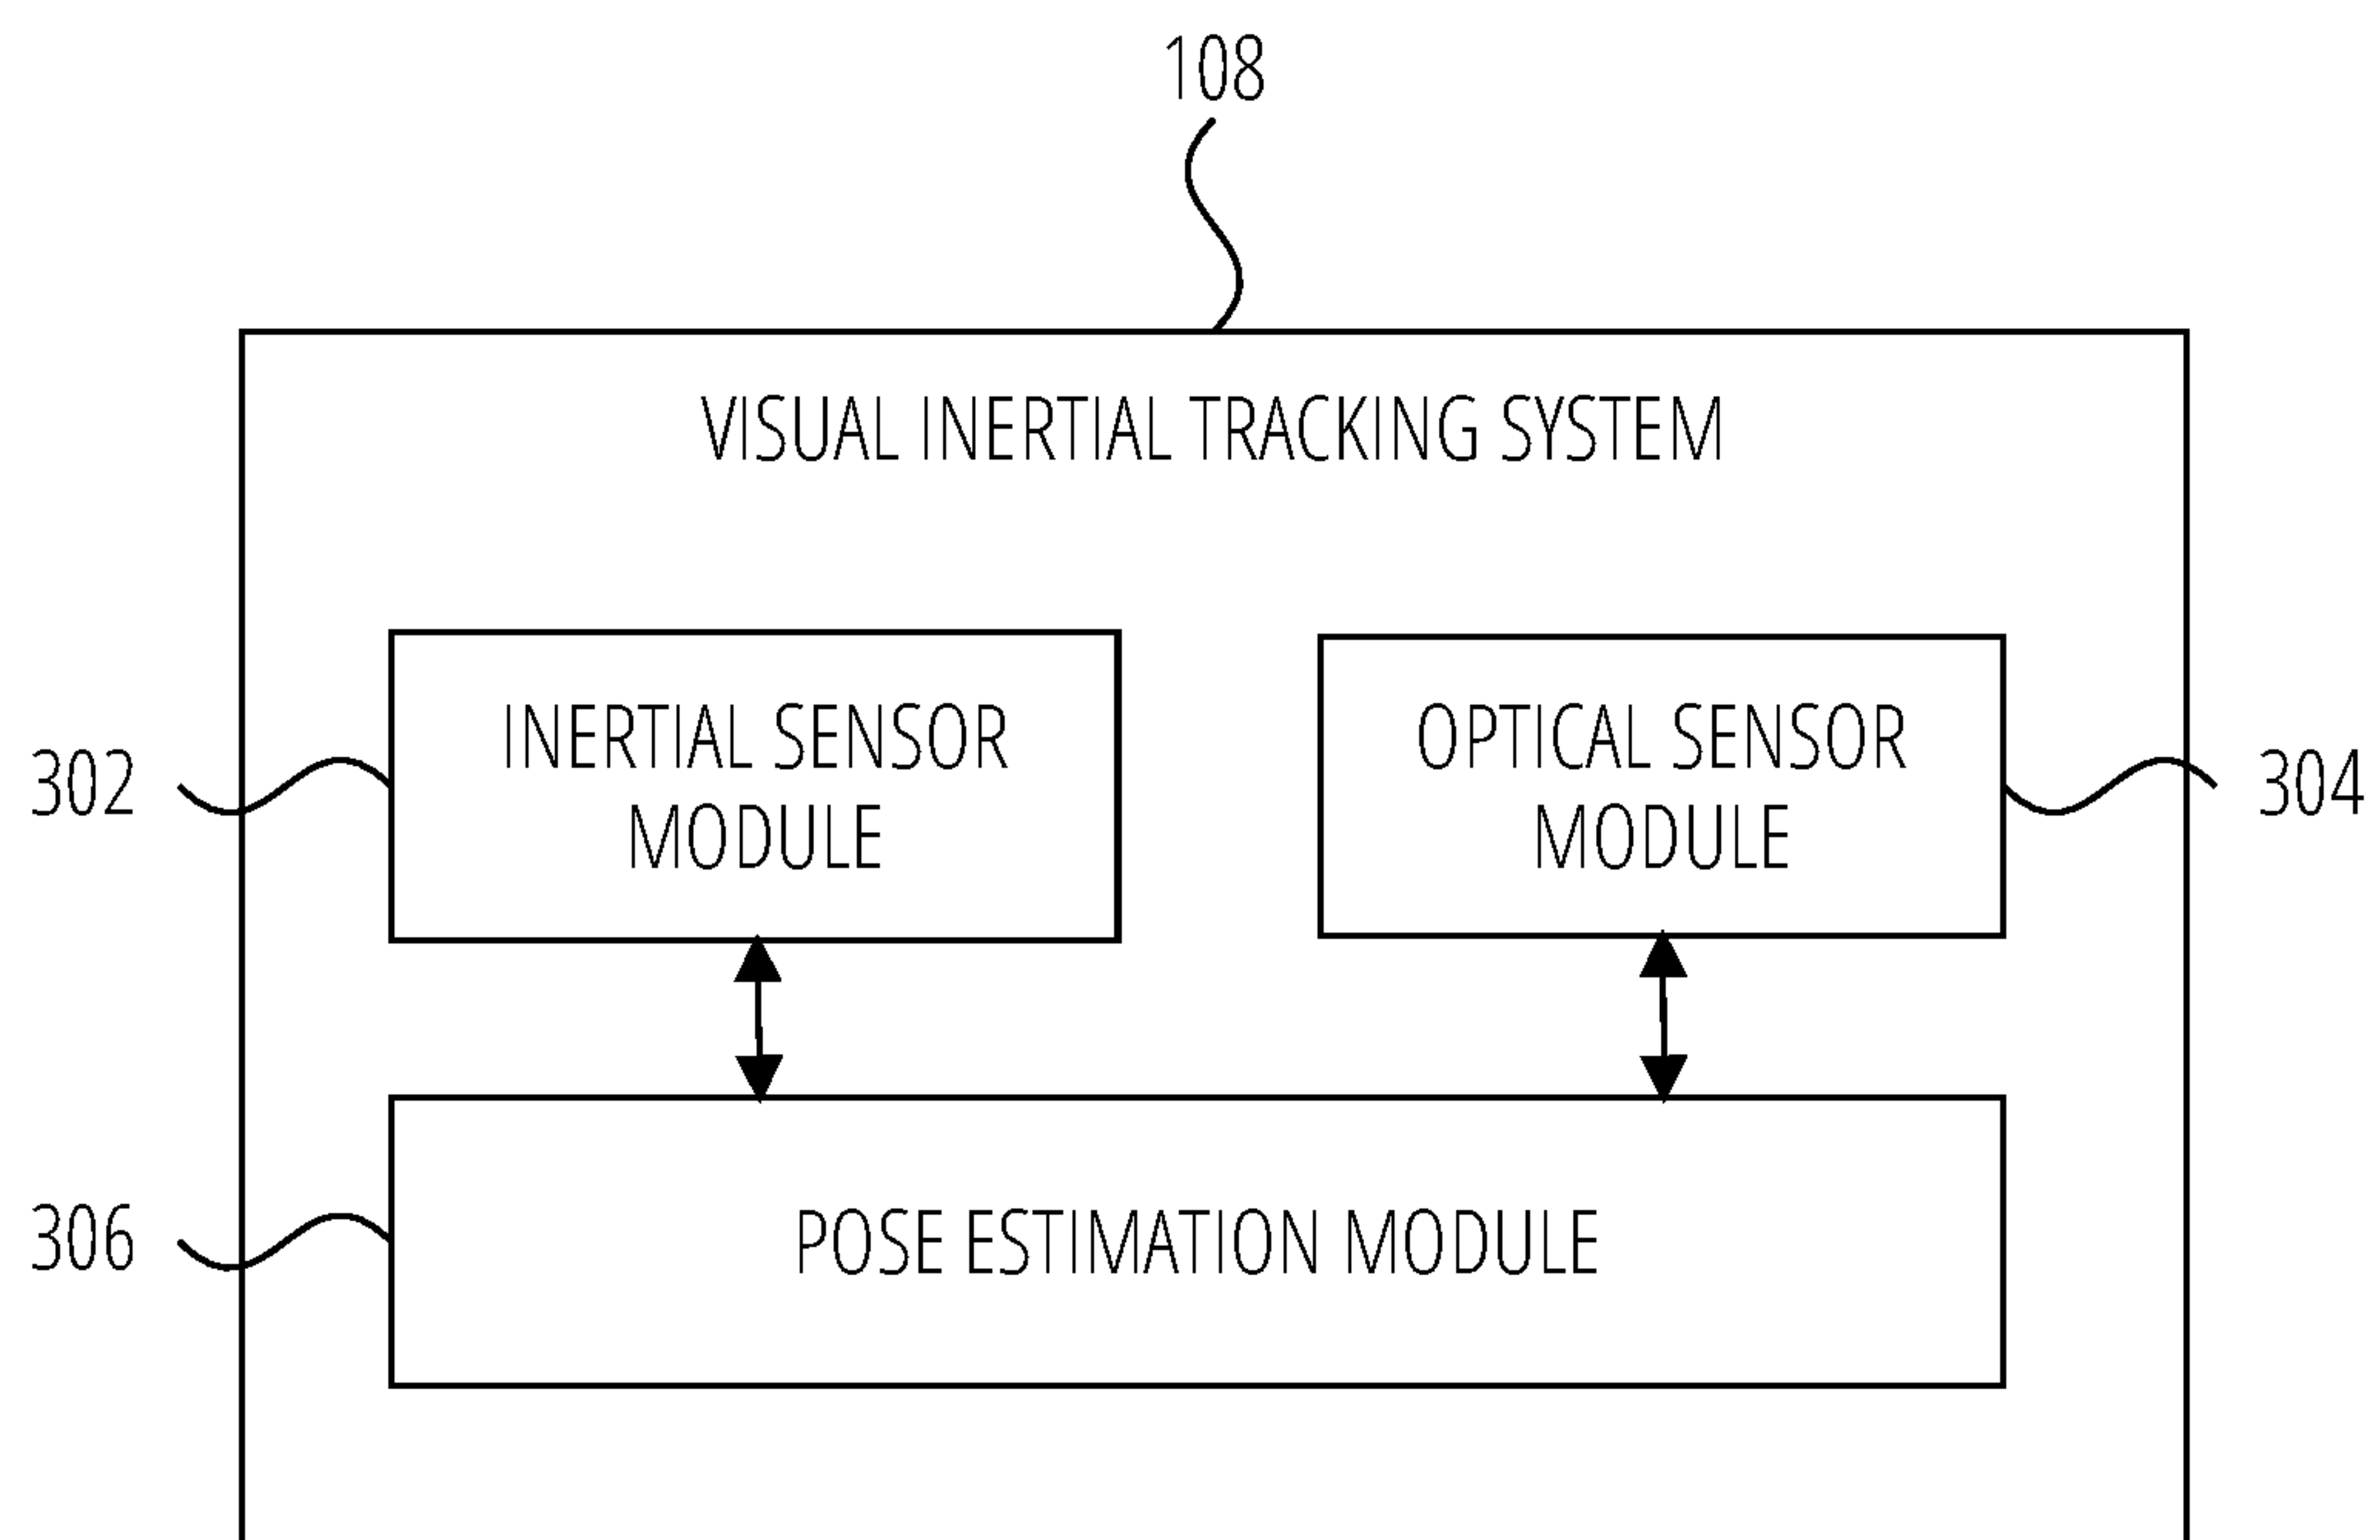 108
VISUAL INERTIAL TRACKING SYSTEM
INERTIAL SENSOR
MODULE
OPTICAL SENSOR
MODULE
302
304
306
POSE ESTIMATION MODULE